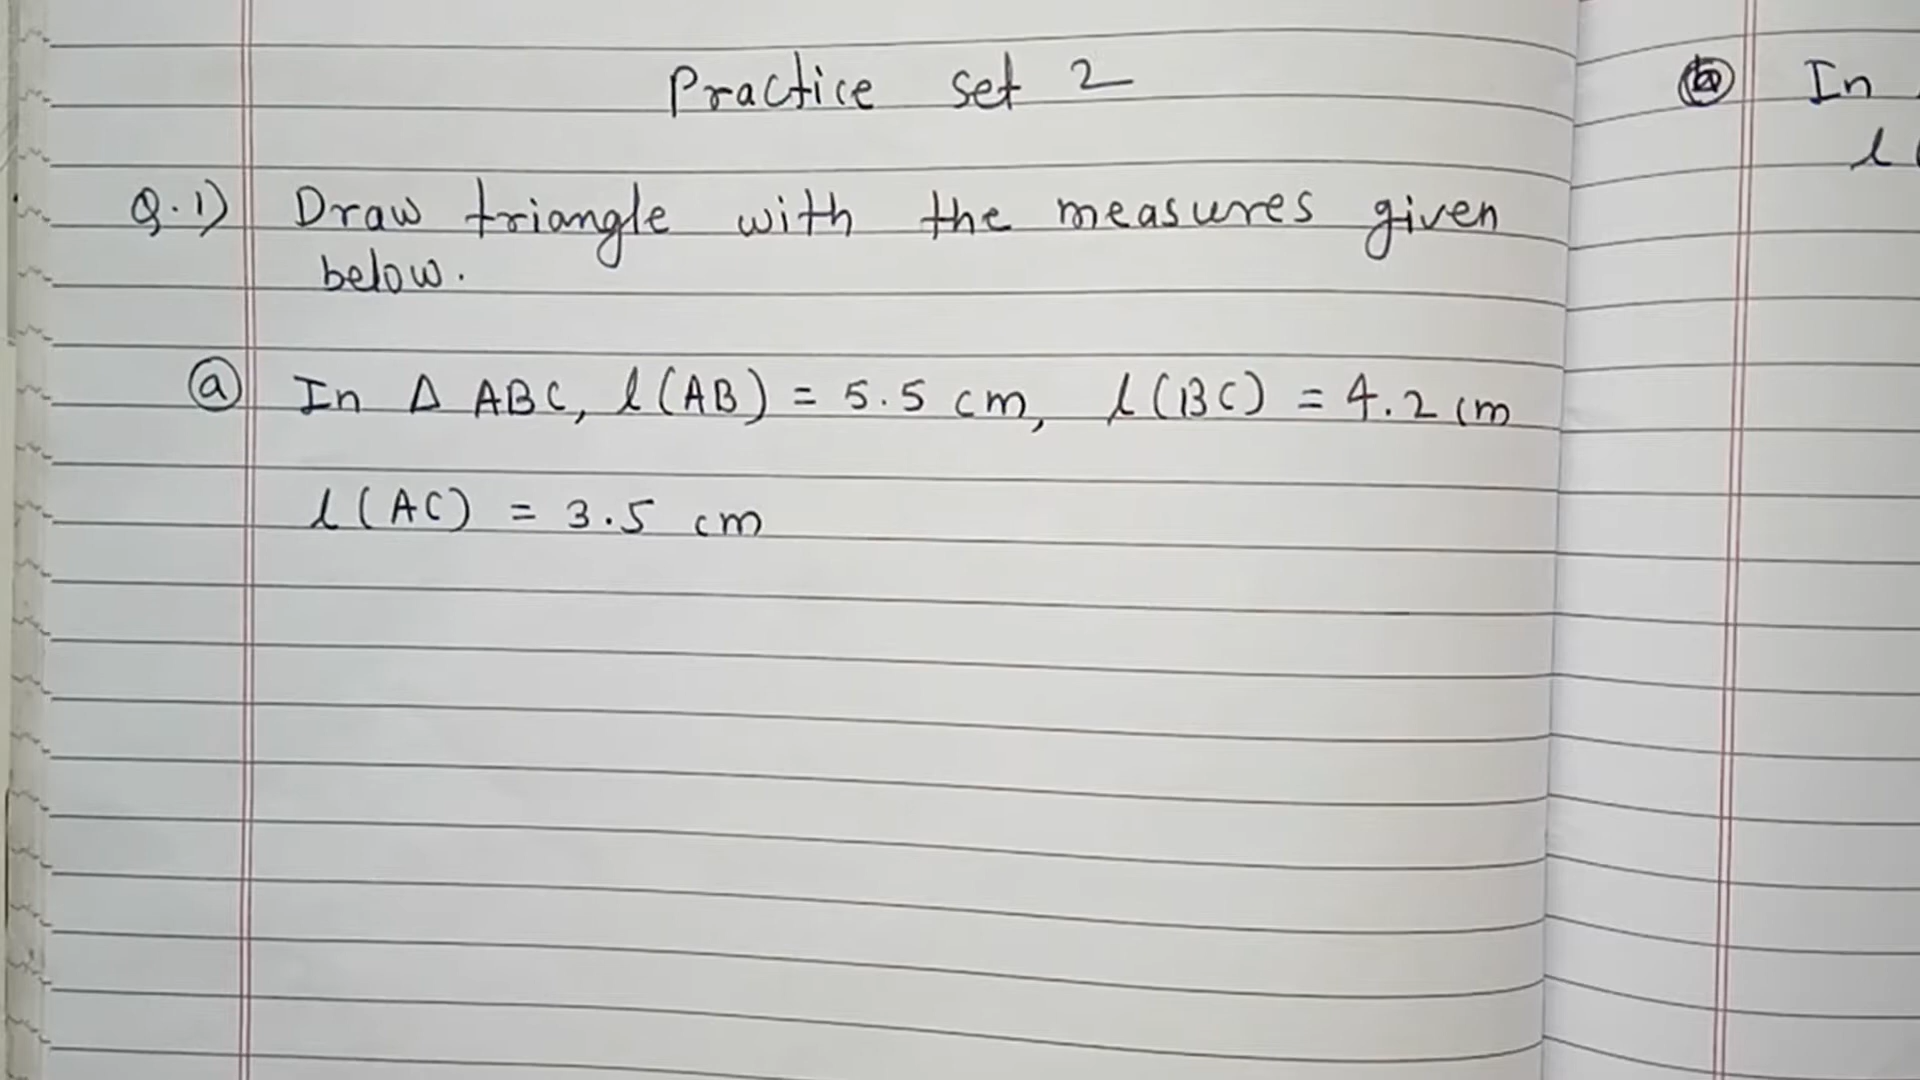 Practice set 2
Q.1) Draw triangle with the measures given
below.
ⓐ In Δ ABC, l(AB) = 5.5 cm, l(BC) = 4.2 cm
l(AC) = 3.5 cm
ⓑ In
l(